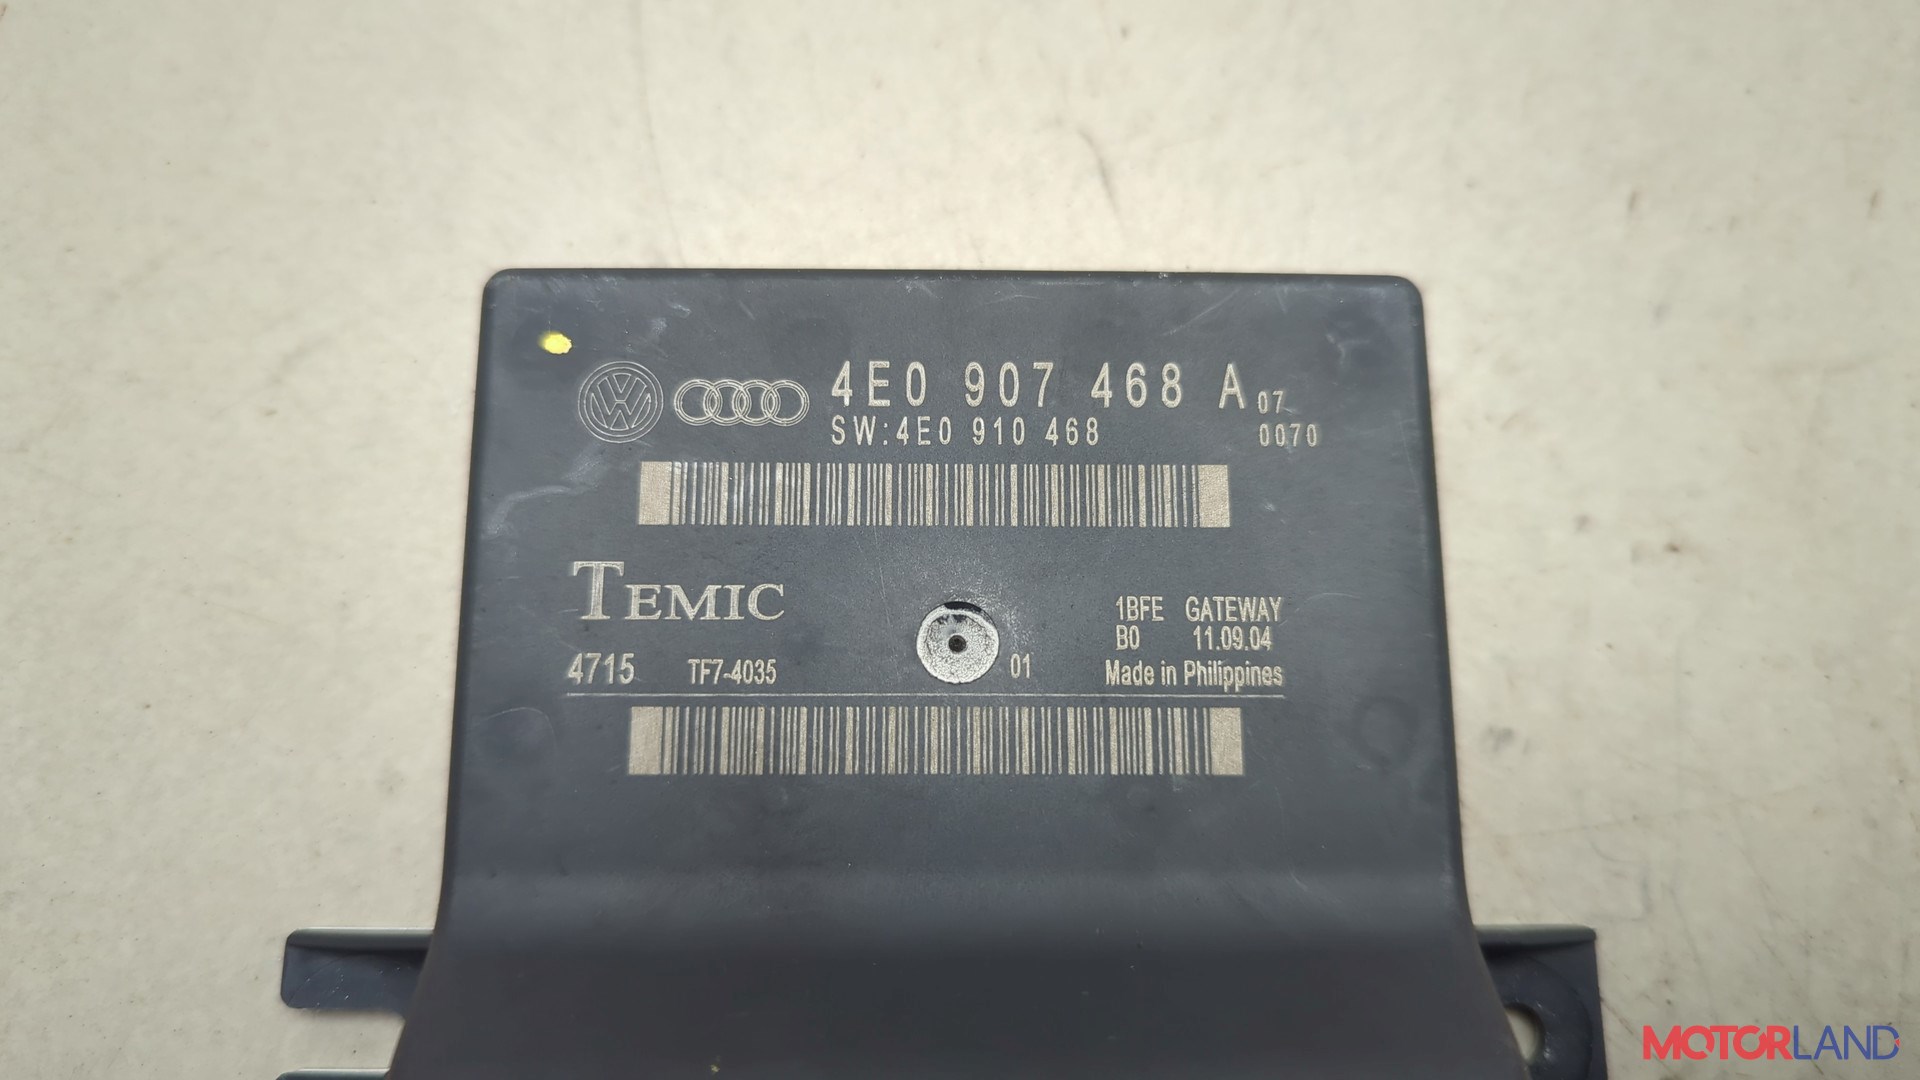 4E0 907 468 A 07
SW:4E0 910 468 0070
TEMIC
1BFE GATEWAY
B0 11.09.04
4715 TF7-4035 01 Made in Philippines
MOTORLAND